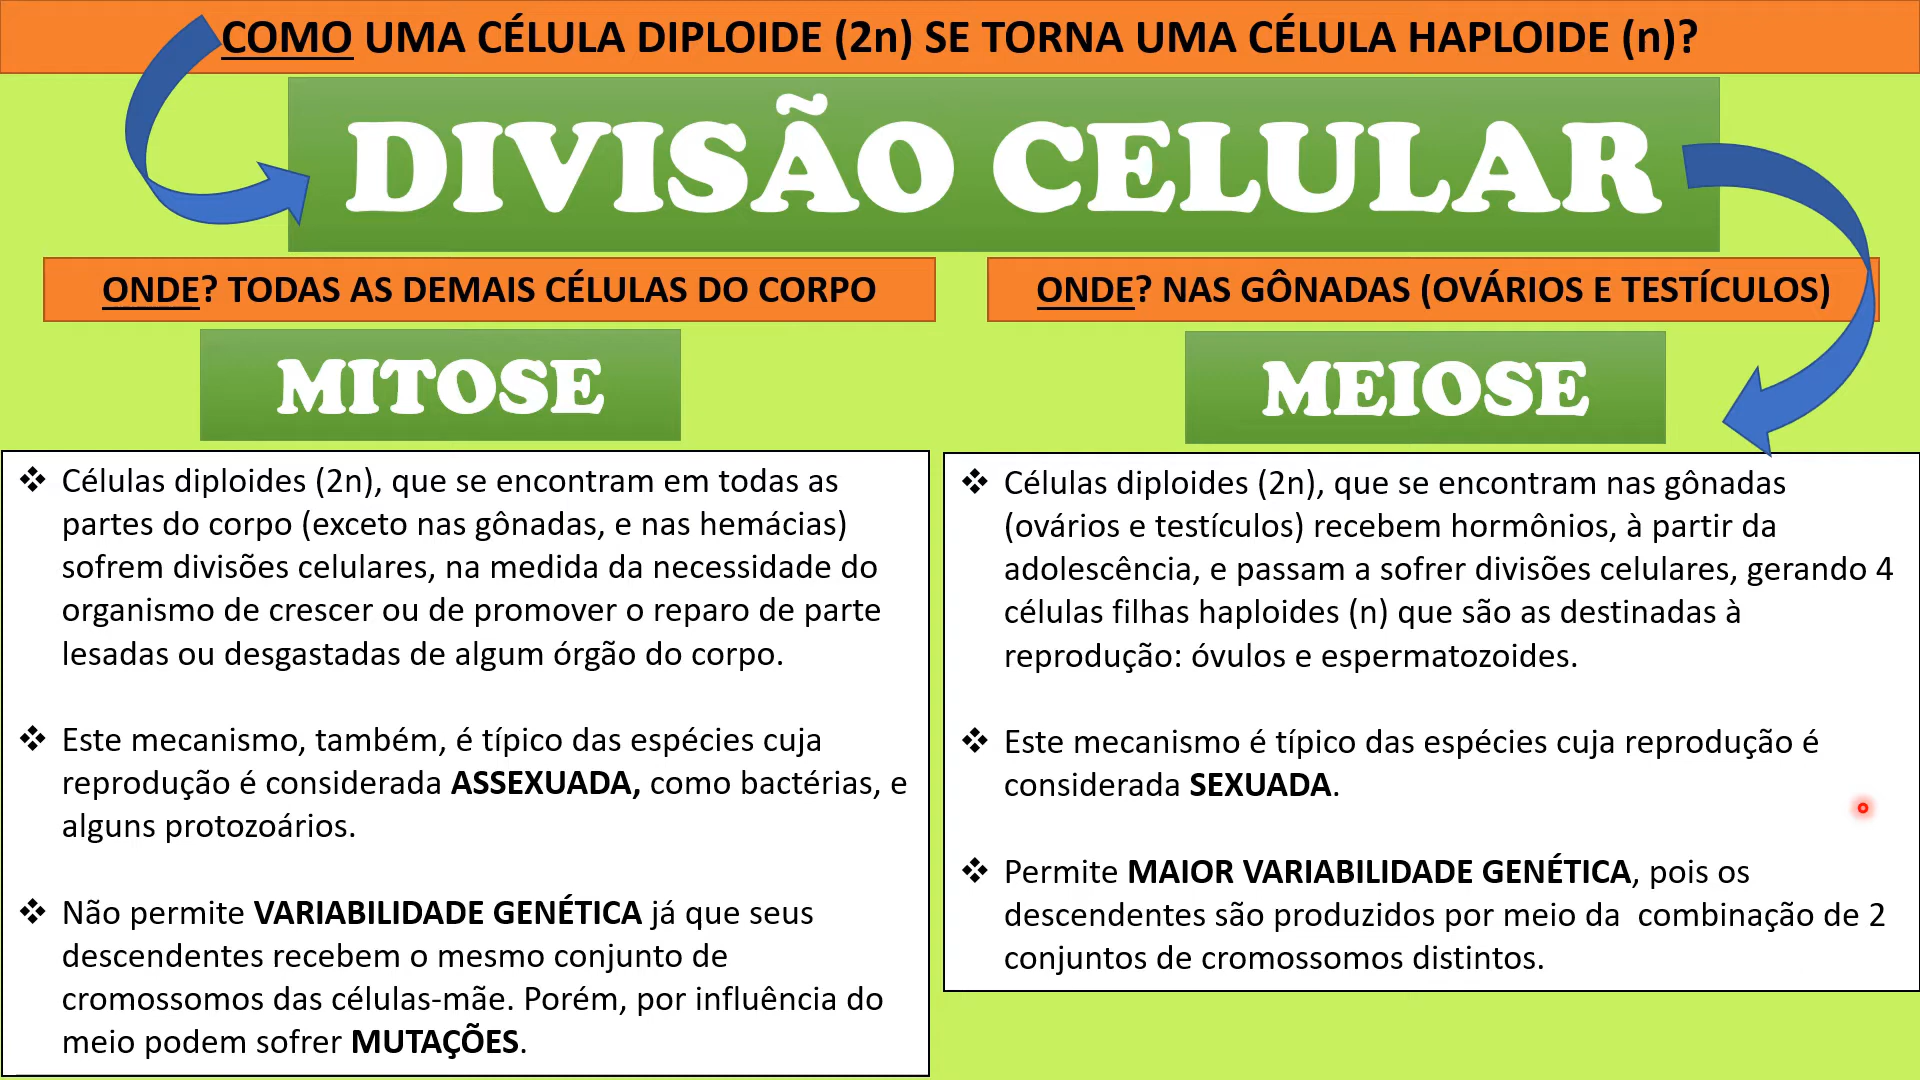 COMO UMA CÉLULA DIPLOIDE (2n) SE TORNA UMA CÉLULA HAPLOIDE (n)?
DIVISÃO CELULAR
ONDE? TODAS AS DEMAIS CÉLULAS DO CORPO
MITOSE
❖ Células diploides (2n), que se encontram em todas as
partes do corpo (exceto nas gônadas, e nas hemácias)
sofrem divisões celulares, na medida da necessidade do
organismo de crescer ou de promover o reparo de parte
lesadas ou desgastadas de algum órgão do corpo.
❖ Este mecanismo, também, é típico das espécies cuja
reprodução é considerada ASSEXUADA, como bactérias, e
alguns protozoários.
❖ Não permite VARIABILIDADE GENÉTICA já que seus
descendentes recebem o mesmo conjunto de
cromossomos das células-mãe. Porém, por influência do
meio podem sofrer MUTAÇÕES.
ONDE? NAS GÔNADAS (OVÁRIOS E TESTÍCULOS)
MEIOSE
❖ Células diploides (2n), que se encontram nas gônadas
(ovários e testículos) recebem hormônios, à partir da
adolescência, e passam a sofrer divisões celulares, gerando 4
células filhas haploides (n) que são as destinadas à
reprodução: óvulos e espermatozoides.
❖ Este mecanismo é típico das espécies cuja reprodução é
considerada SEXUADA.
❖ Permite MAIOR VARIABILIDADE GENÉTICA, pois os
descendentes são produzidos por meio da  combinação de 2
conjuntos de cromossomos distintos.